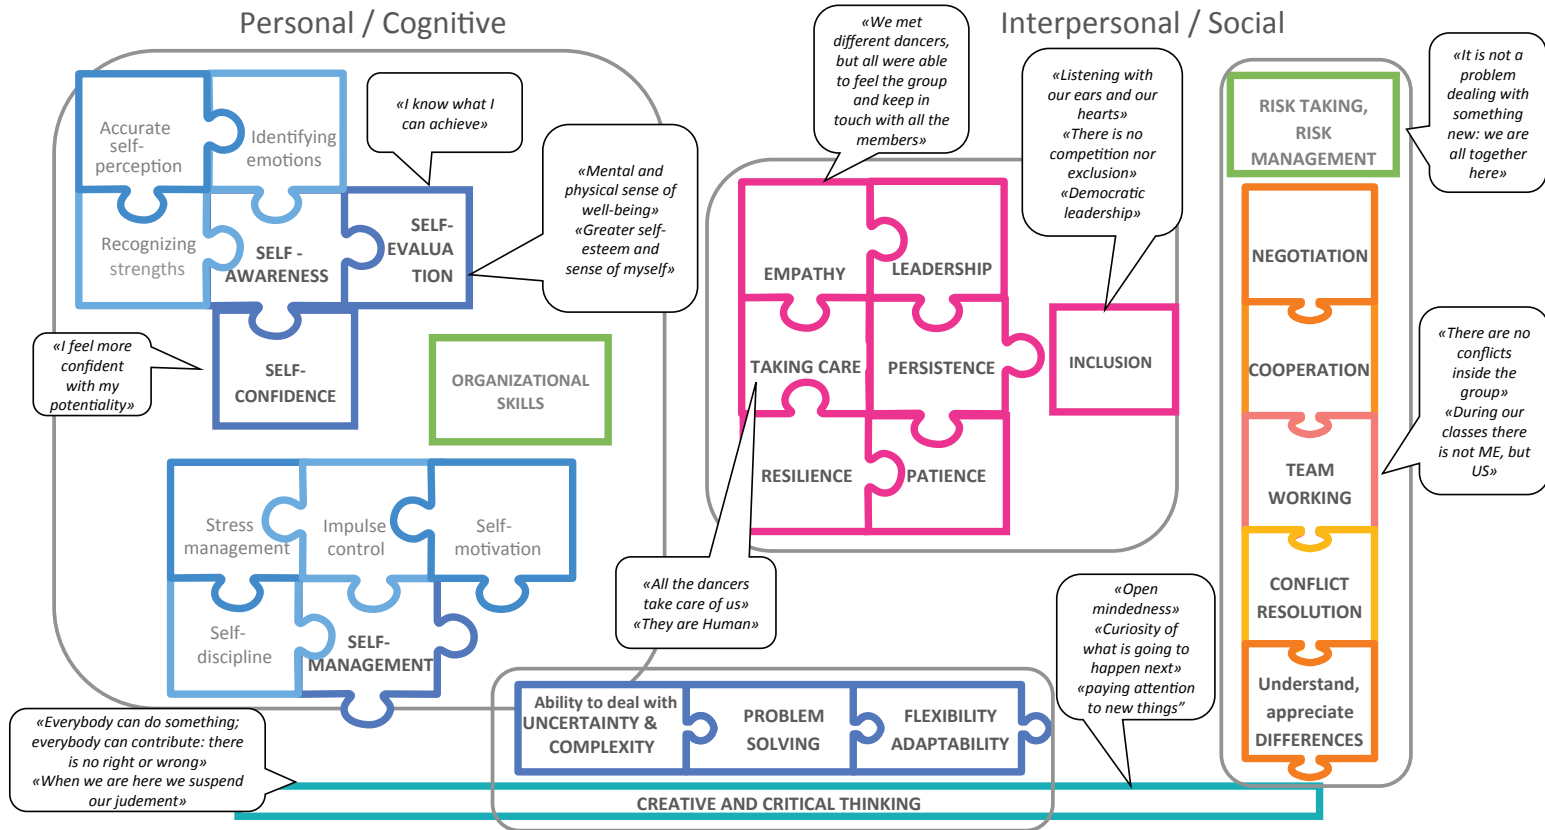 Personal / Cognitive
Interpersonal / Social
«I know what I
can achieve»
Accurate
self-
perception
Identifying
emotions
Recognizing
strengths
SELF -
AWARENESS
SELF-
EVALUA
TION
«Mental and
physical sense of
well-being»
«Greater self-
esteem and
sense of myself»
«I feel more
confident
with my
potentiality»
SELF-
CONFIDENCE
ORGANIZATIONAL
SKILLS
Stress
management
Impulse
control
Self-
motivation
Self-
discipline
SELF-
MANAGEMENT
«Everybody can do something;
everybody can contribute: there
is no right or wrong»
«When we are here we suspend
our judement»
Ability to deal with
UNCERTAINTY &
COMPLEXITY
PROBLEM
SOLVING
FLEXIBILITY
ADAPTABILITY
CREATIVE AND CRITICAL THINKING
«We met
different dancers,
but all were able
to feel the group
and keep in
touch with all the
members»
«Listening with
our ears and our
hearts»
«There is no
competition nor
exclusion»
«Democratic
leadership»
EMPATHY
LEADERSHIP
TAKING CARE
PERSISTENCE
INCLUSION
RESILIENCE
PATIENCE
«All the dancers
take care of us»
«They are Human»
«Open
mindedness»
«Curiosity of
what is going to
happen next»
«paying attention
to new things”
RISK TAKING,
RISK
MANAGEMENT
«It is not a
problem
dealing with
something
new: we are
all together
here»
NEGOTIATION
COOPERATION
TEAM
WORKING
CONFLICT
RESOLUTION
Understand,
appreciate
DIFFERENCES
«There are no
conflicts
inside the
group»
«During our
classes there
is not ME, but
US»